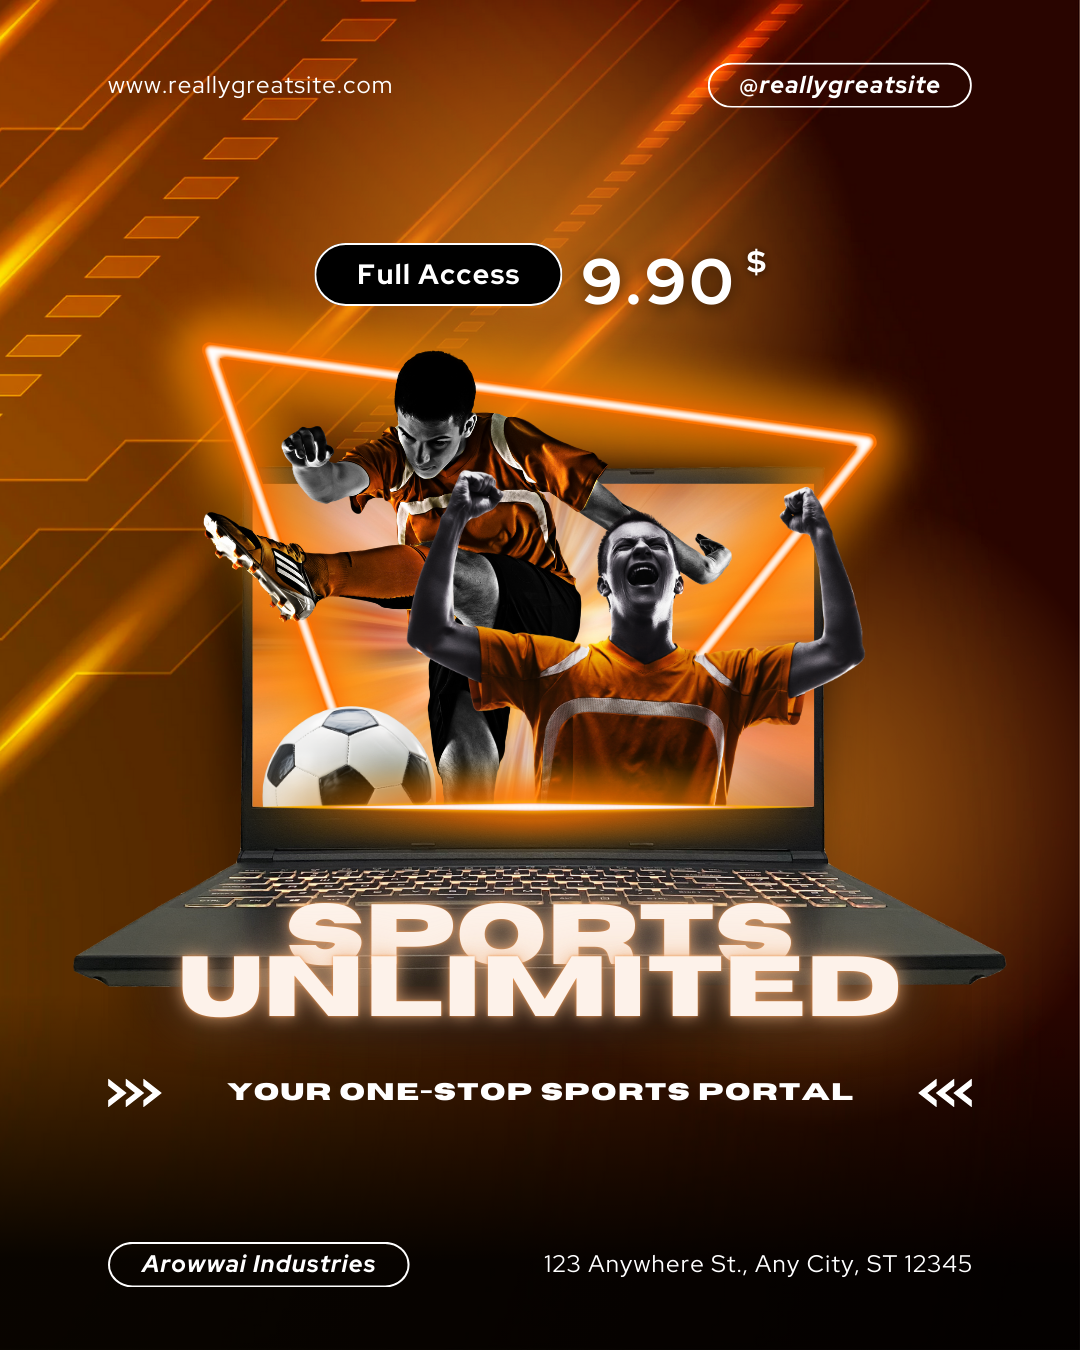 www.reallygreatsite.com
@reallygreatsite
Full Access
9.90 $
SPORTS
UNLIMITED
YOUR ONE-STOP SPORTS PORTAL
Arowwai Industries
123 Anywhere St., Any City, ST 12345